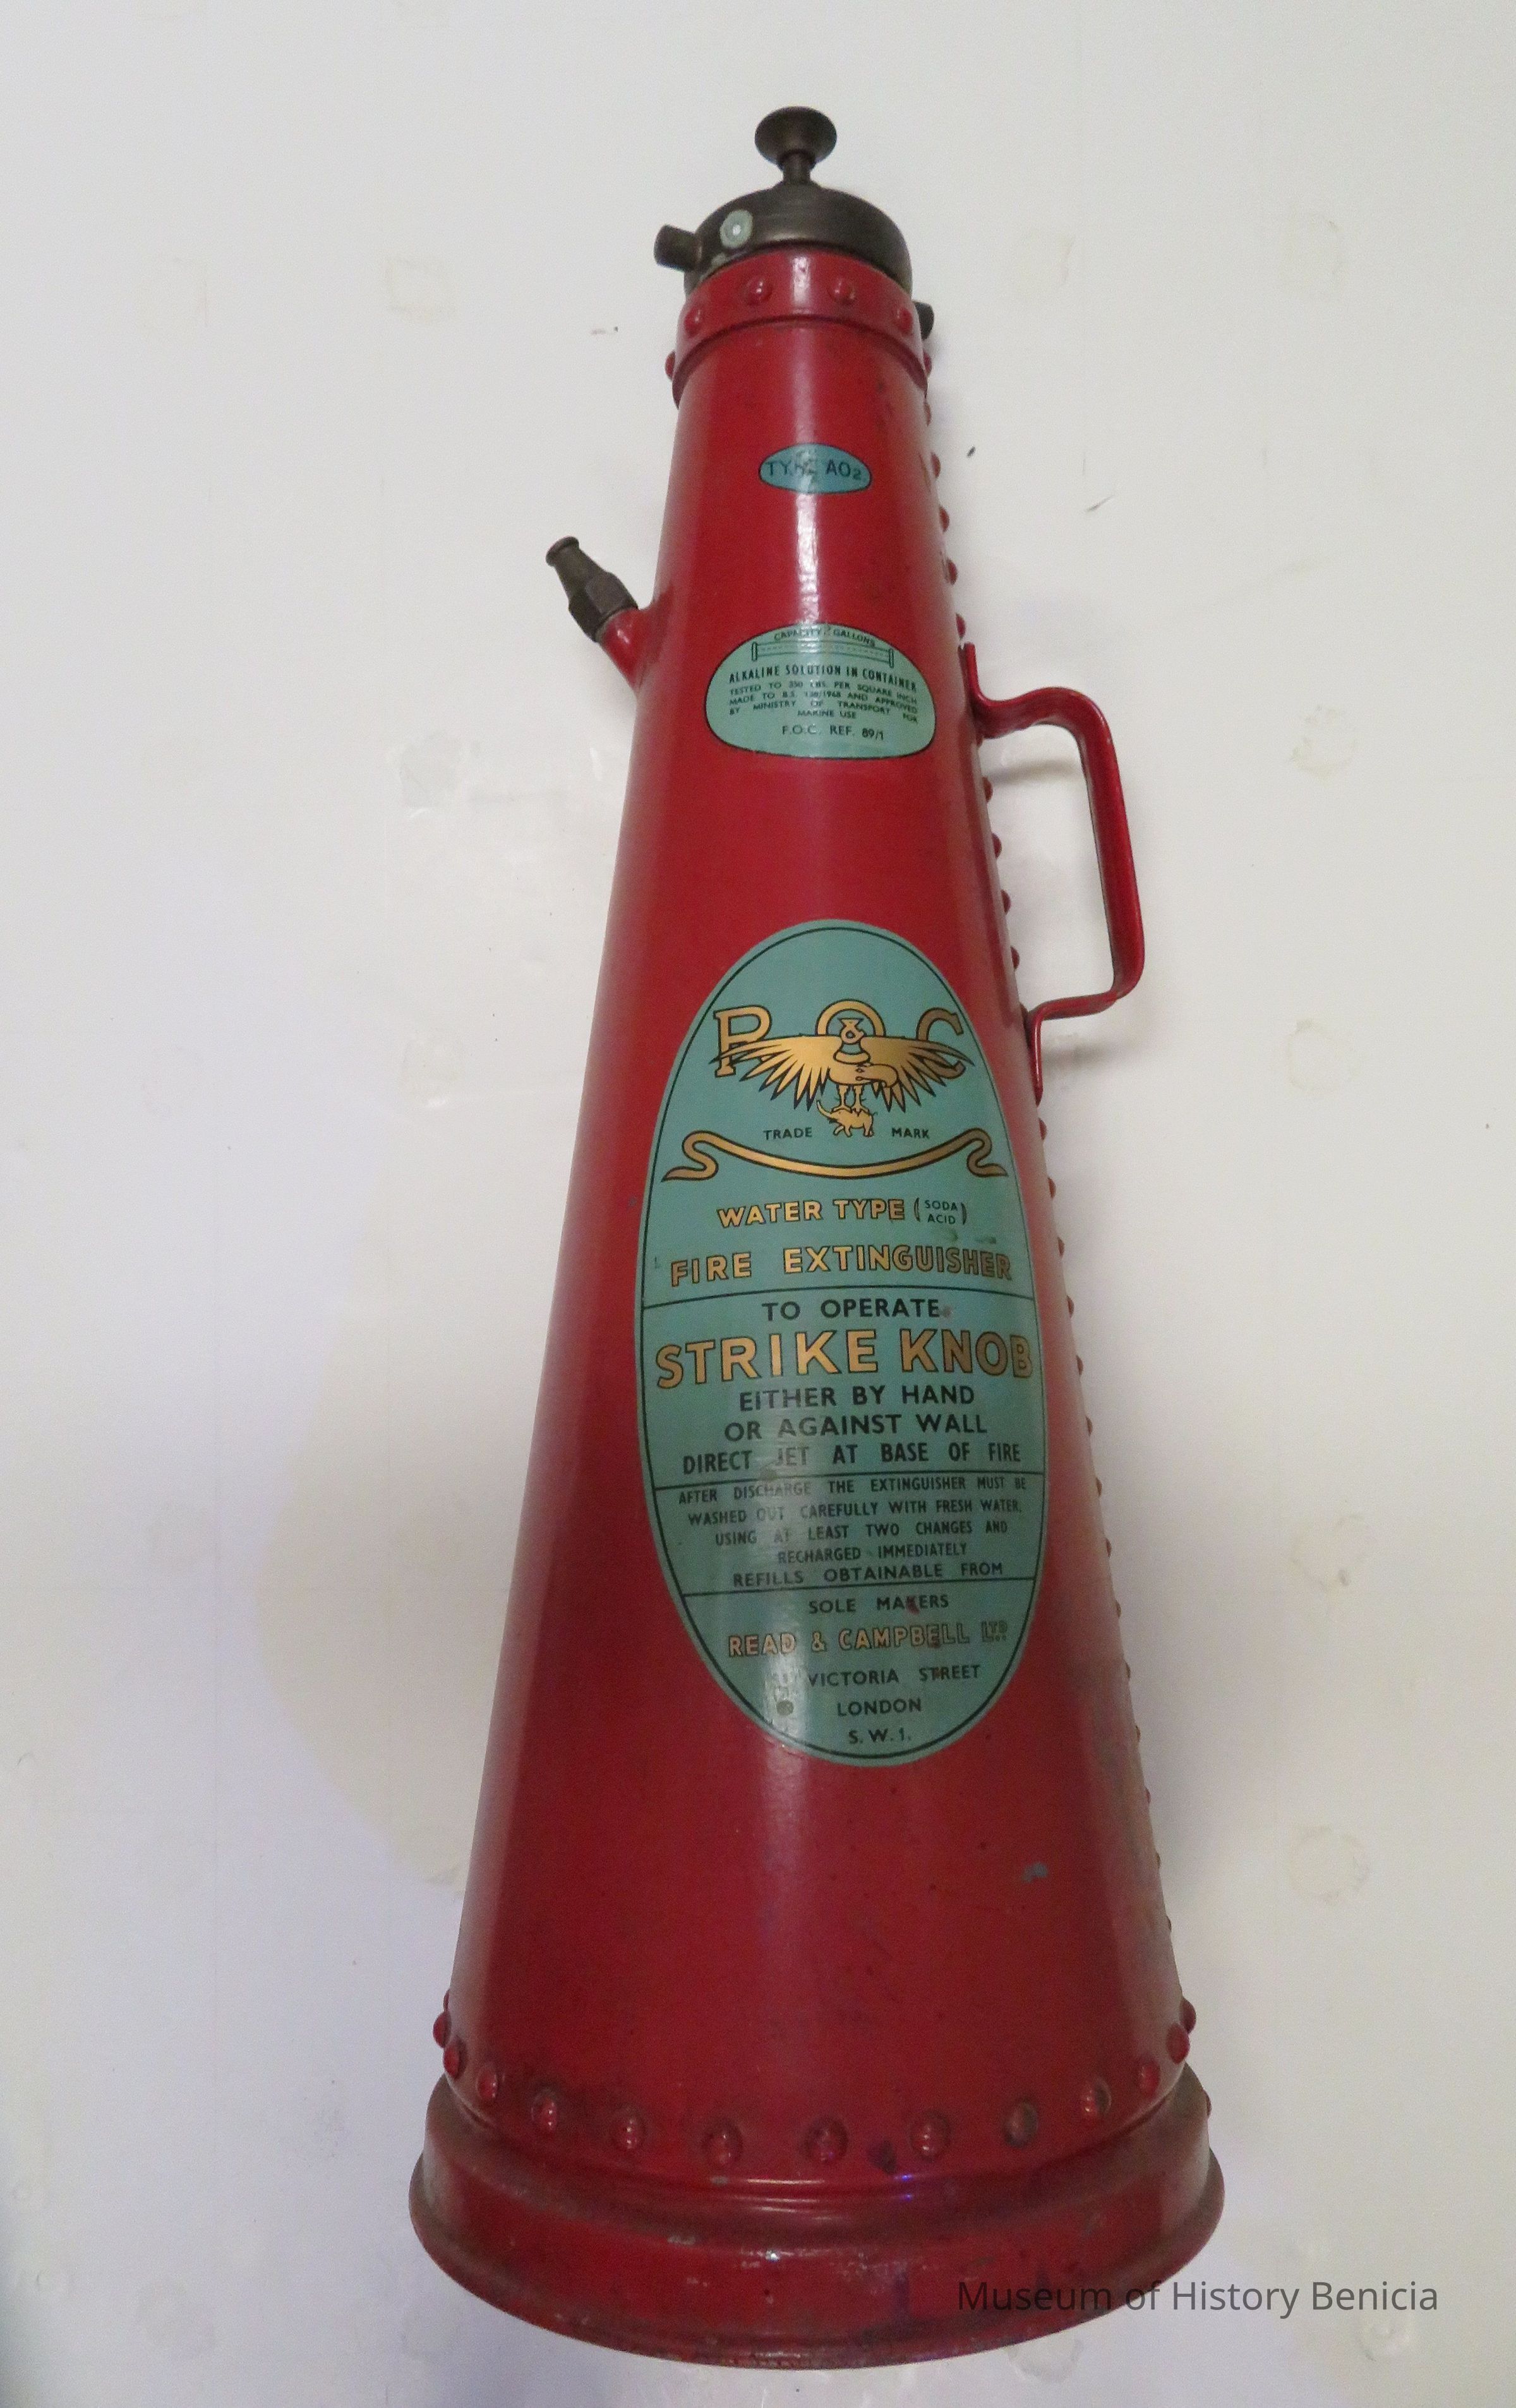 TYPE AO2
CAPACITY 2 GALLONS
ALKALINE SOLUTION IN CONTAINER
TESTED TO 350 LBS. PER SQUARE INCH
MADE TO B.S. 138/1948 AND APPROVED
BY MINISTRY OF TRANSPORT FOR
MARINE USE
F.O.C. REF. 89/1
R & C
TRADE MARK
WATER TYPE (SODA ACID)
FIRE EXTINGUISHER
TO OPERATE
STRIKE KNOB
EITHER BY HAND
OR AGAINST WALL
DIRECT JET AT BASE OF FIRE
AFTER DISCHARGE THE EXTINGUISHER MUST BE
WASHED OUT CAREFULLY WITH FRESH WATER,
USING AT LEAST TWO CHANGES AND
RECHARGED IMMEDIATELY
REFILLS OBTAINABLE FROM
SOLE MAKERS
READ & CAMPBELL LTD
VICTORIA STREET
LONDON
S.W.1.
Museum of History Benicia